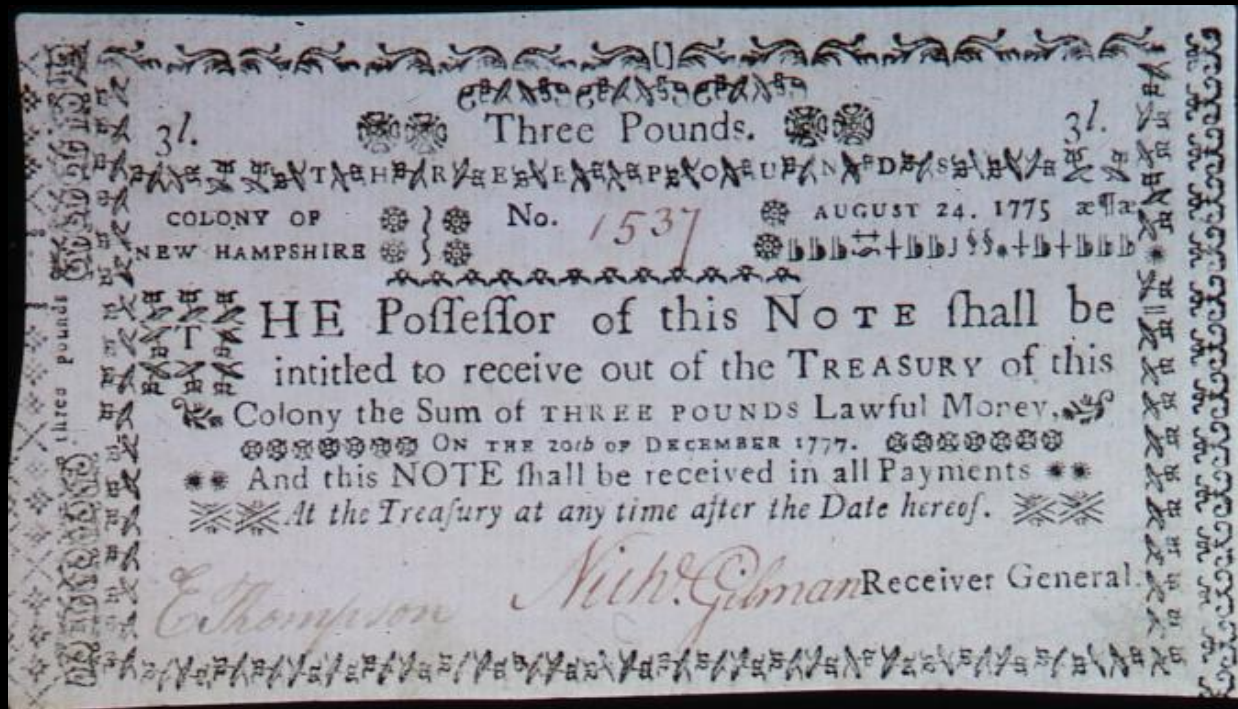 3l. Three Pounds. 3l.
THREE POUNDS
COLONY OF
NEW HAMPSHIRE
No. 1537
AUGUST 24. 1775 æ¶æ
THE Poſſeſſor of this NOTE ſhall be
intitled to receive out of the TREASURY of this
Colony the Sum of THREE POUNDS Lawful Money,
ON THE 20th OF DECEMBER 1777.
And this NOTE ſhall be received in all Payments
At the Treaſury at any time after the Date hereof.
E Thompson
Nichs. Gilman Receiver General.
three pounds